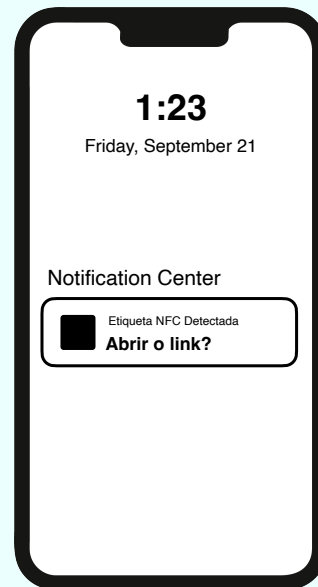 1:23
Friday, September 21
Notification Center
Etiqueta NFC Detectada
Abrir o link?